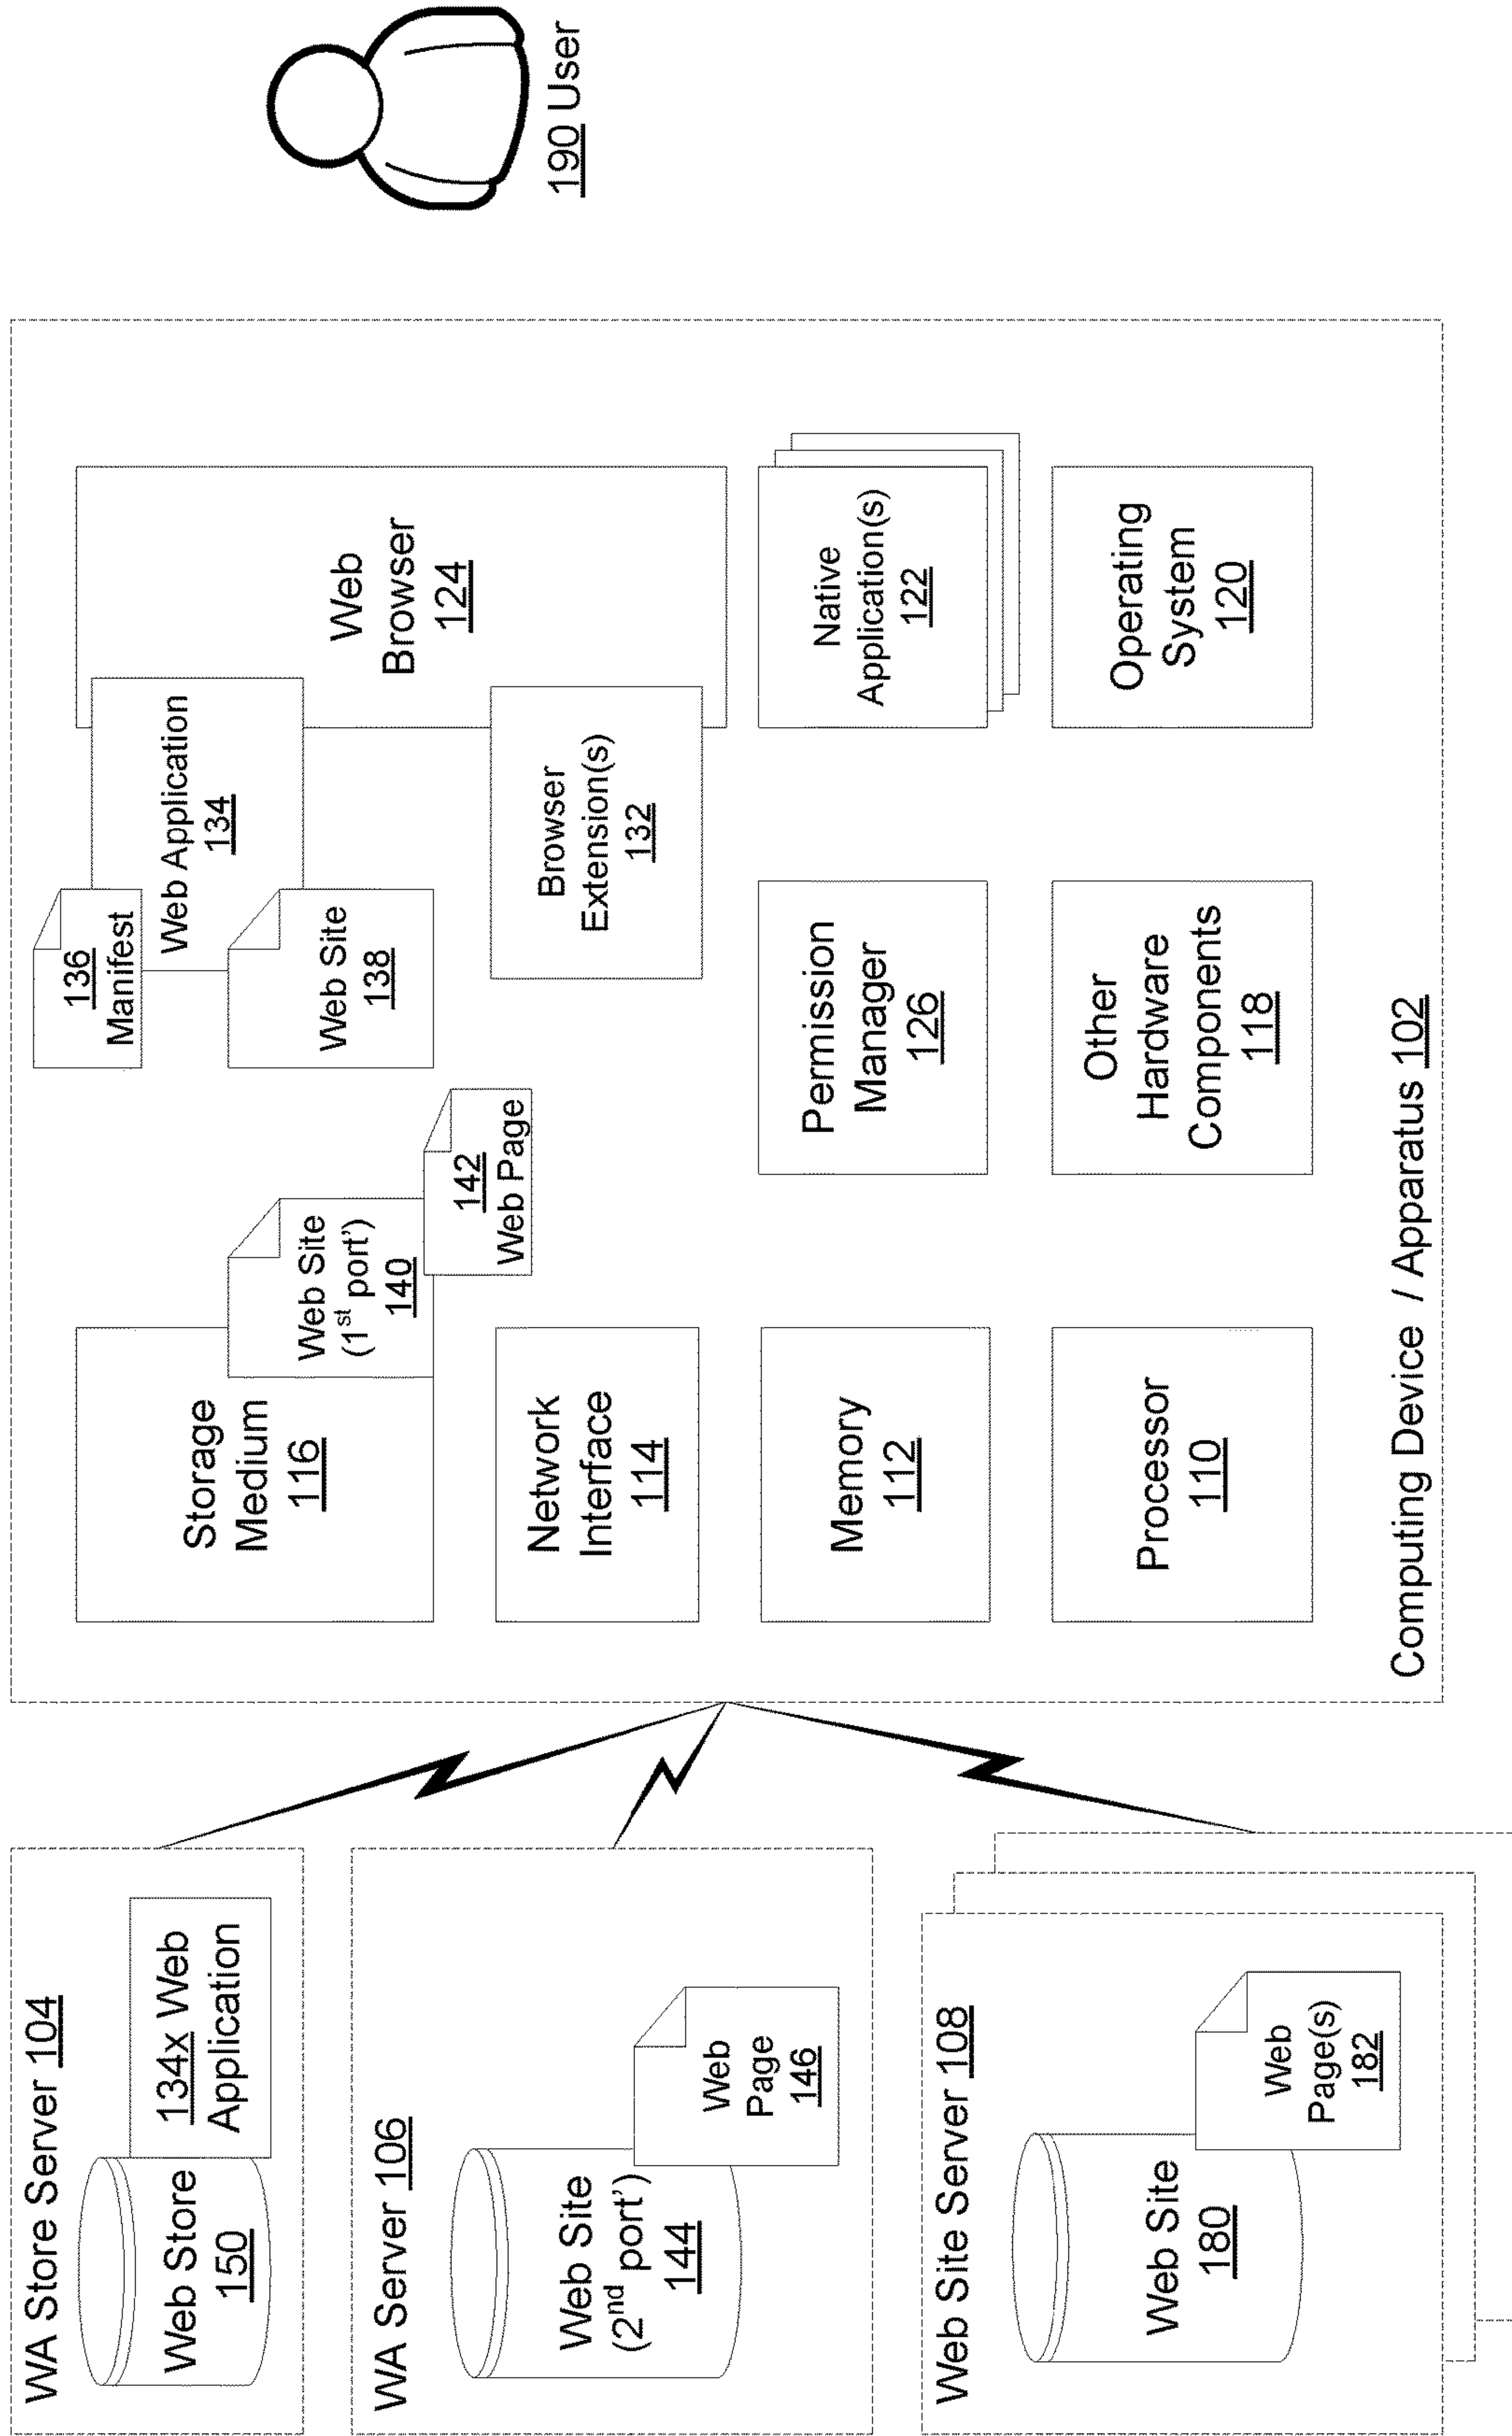 WA Store Server 104
Web Store
150
134x Web
Application
WA Server 106
Web Site
(2nd port')
144
Web
Page
146
Web Site Server 108
Web Site
180
Web
Page(s)
182
Storage
Medium
116
Web Site
(1st port')
140
142
Web Page
136
Manifest
Web Application
134
Web Site
138
Web
Browser
124
Browser
Extension(s)
132
Network
Interface
114
Memory
112
Permission
Manager
126
Native
Application(s)
122
Processor
110
Other
Hardware
Components
118
Operating
System
120
Computing Device / Apparatus 102
190 User